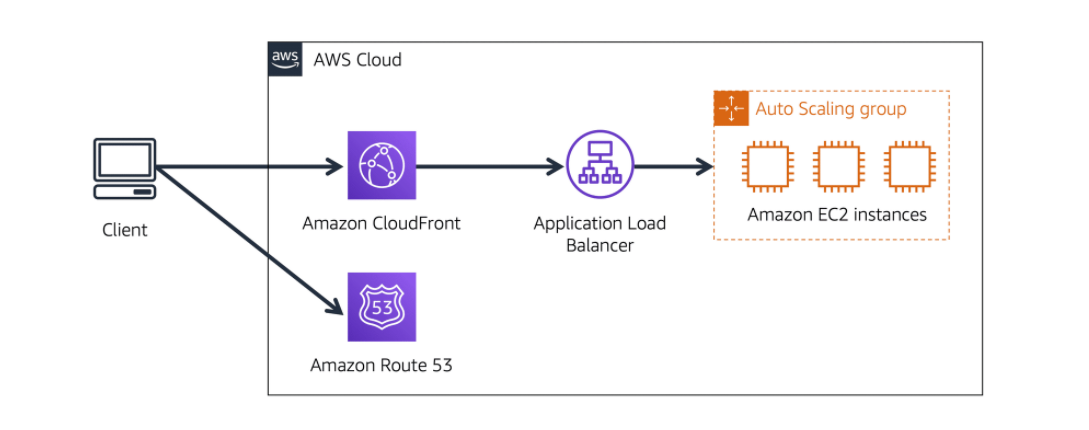 aws
AWS Cloud
Auto Scaling group
Client
Amazon CloudFront
Application Load
Balancer
Amazon EC2 instances
53
Amazon Route 53